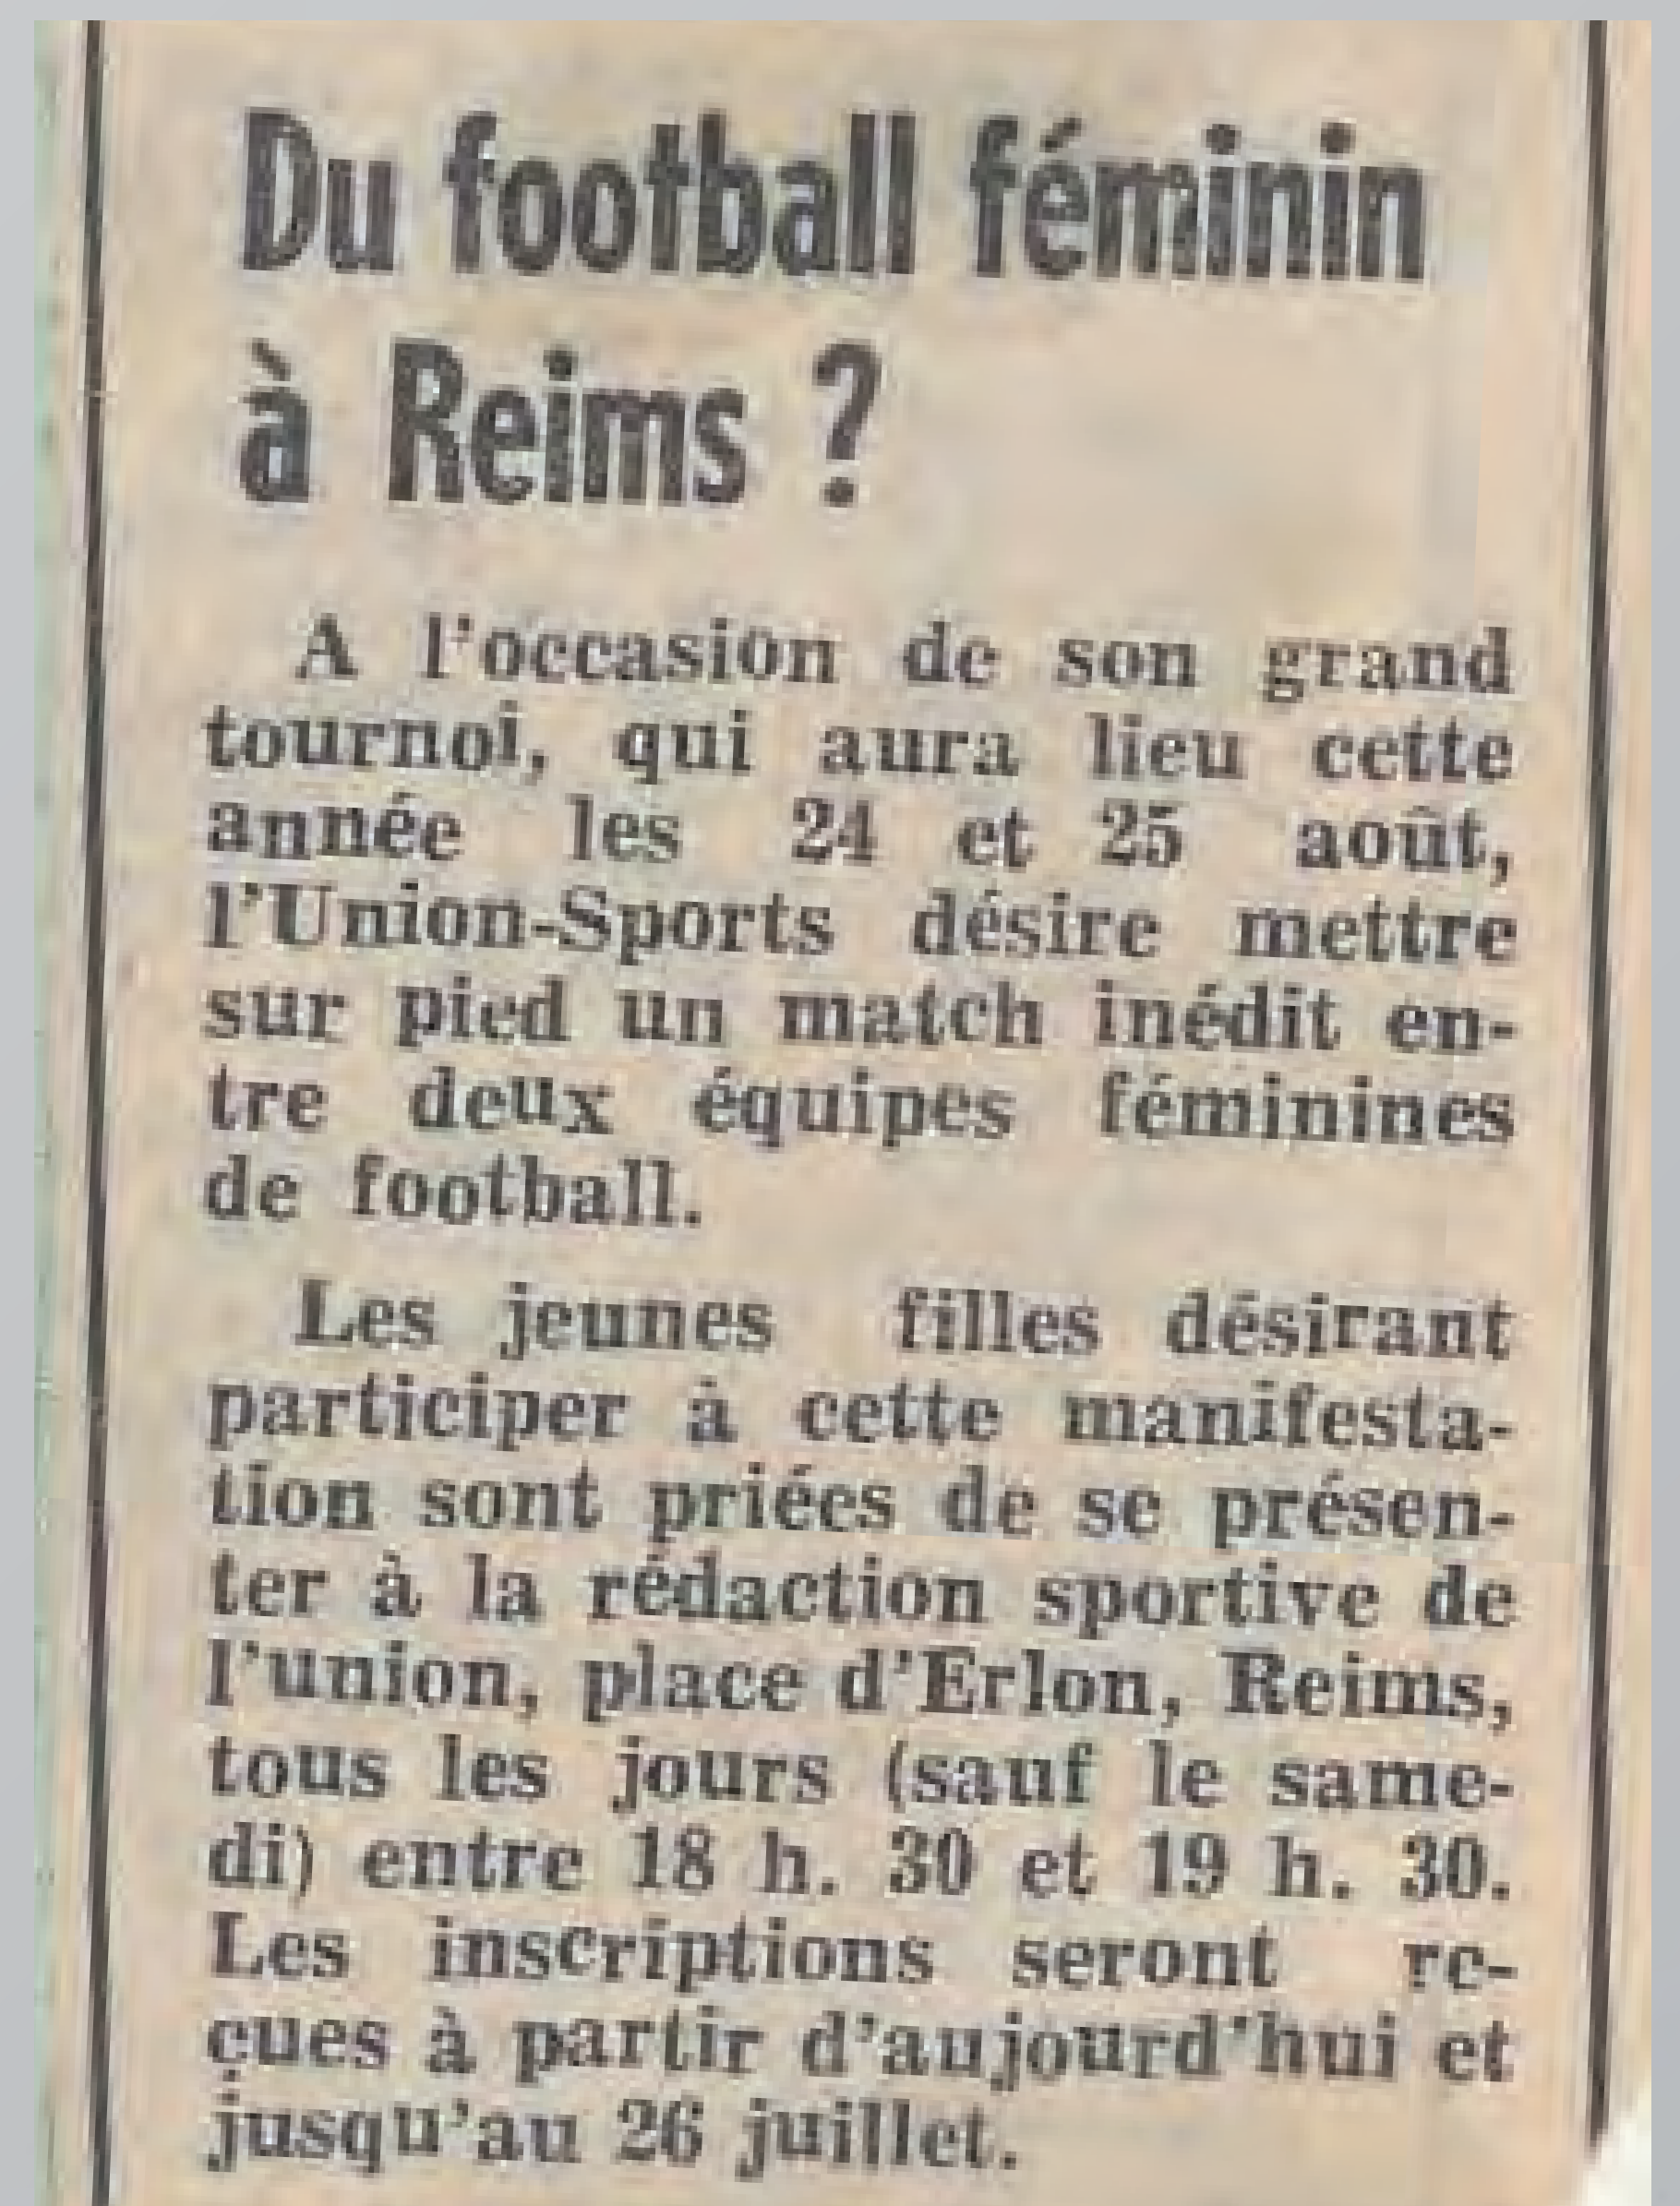 Du football féminin
à Reims ?
A l'occasion de son grand
tournoi, qui aura lieu cette
année les 24 et 25 août,
l'Union-Sports désire mettre
sur pied un match inédit en-
tre deux équipes féminines
de football.
Les jeunes filles désirant
participer à cette manifesta-
tion sont priées de se présen-
ter à la rédaction sportive de
l'union, place d'Erlon, Reims,
tous les jours (sauf le same-
di) entre 18 h. 30 et 19 h. 30.
Les inscriptions seront re-
çues à partir d'aujourd'hui et
jusqu'au 26 juillet.